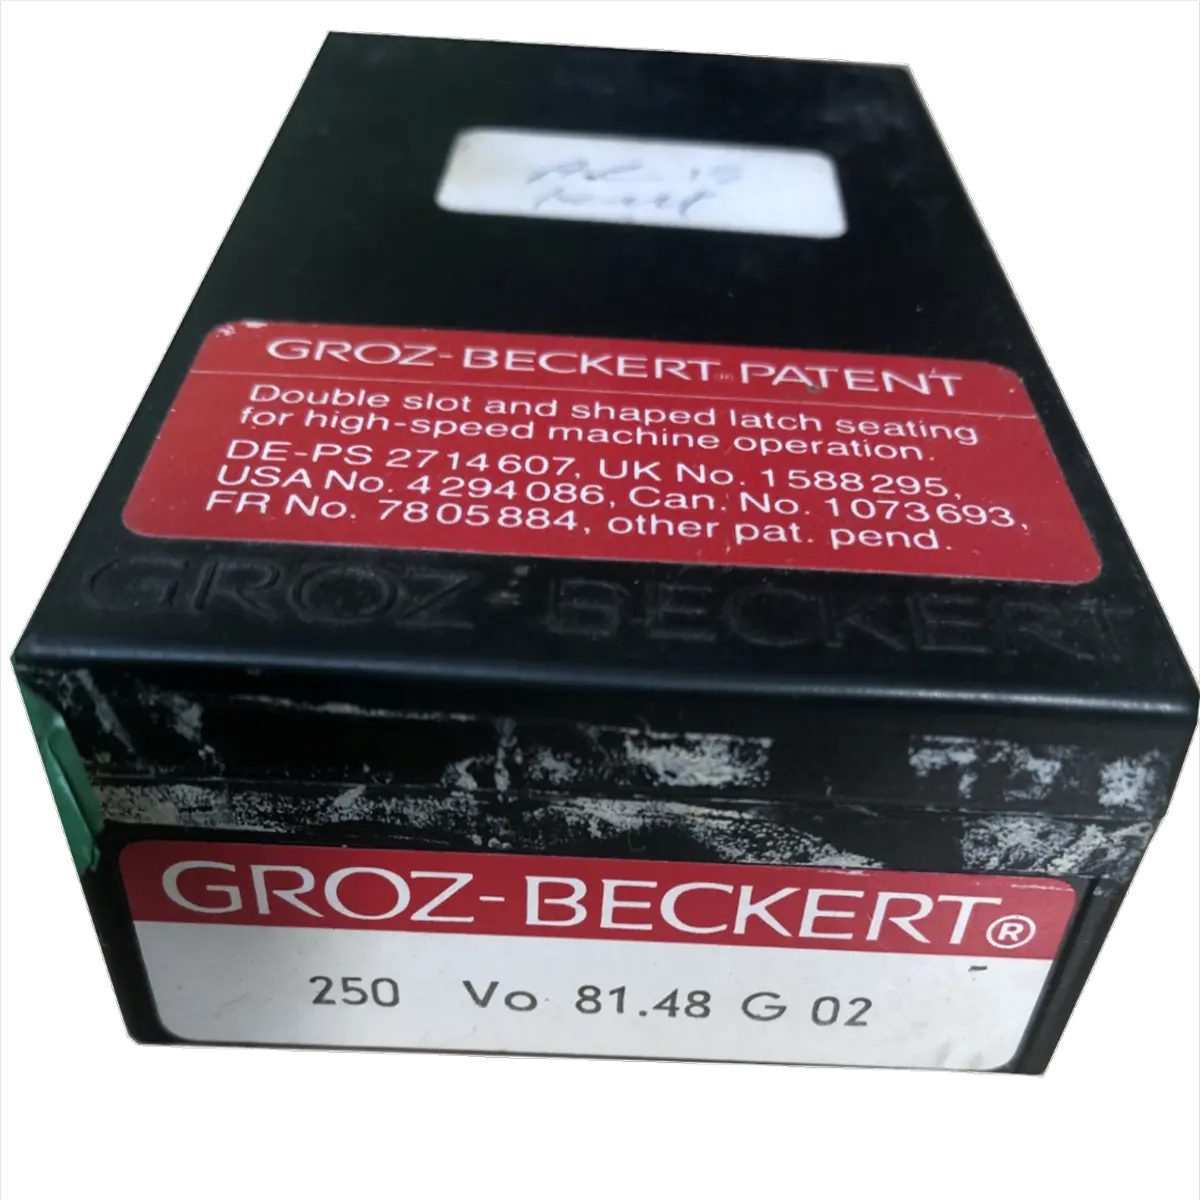 GROZ-BECKERT PATENT
Double slot and shaped latch seating
for high-speed machine operation.
DE-PS 2714607, UK No. 1588295,
USA No. 4294086, Can. No. 1073693,
FR No. 7805884, other pat. pend.
GROZ-BECKERT
GROZ-BECKERT®
250 Vo 81.48 G 02